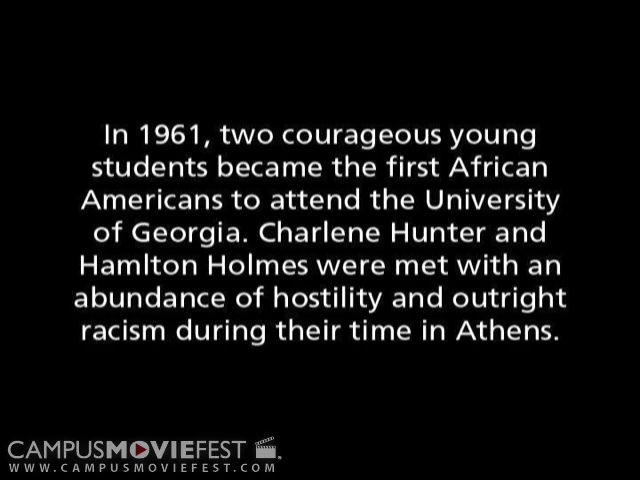 In 1961, two courageous young
students became the first African
Americans to attend the University
of Georgia. Charlene Hunter and
Hamlton Holmes were met with an
abundance of hostility and outright
racism during their time in Athens.
CAMPUSMOVIEFEST
WWW.CAMPUSMOVIEFEST.COM